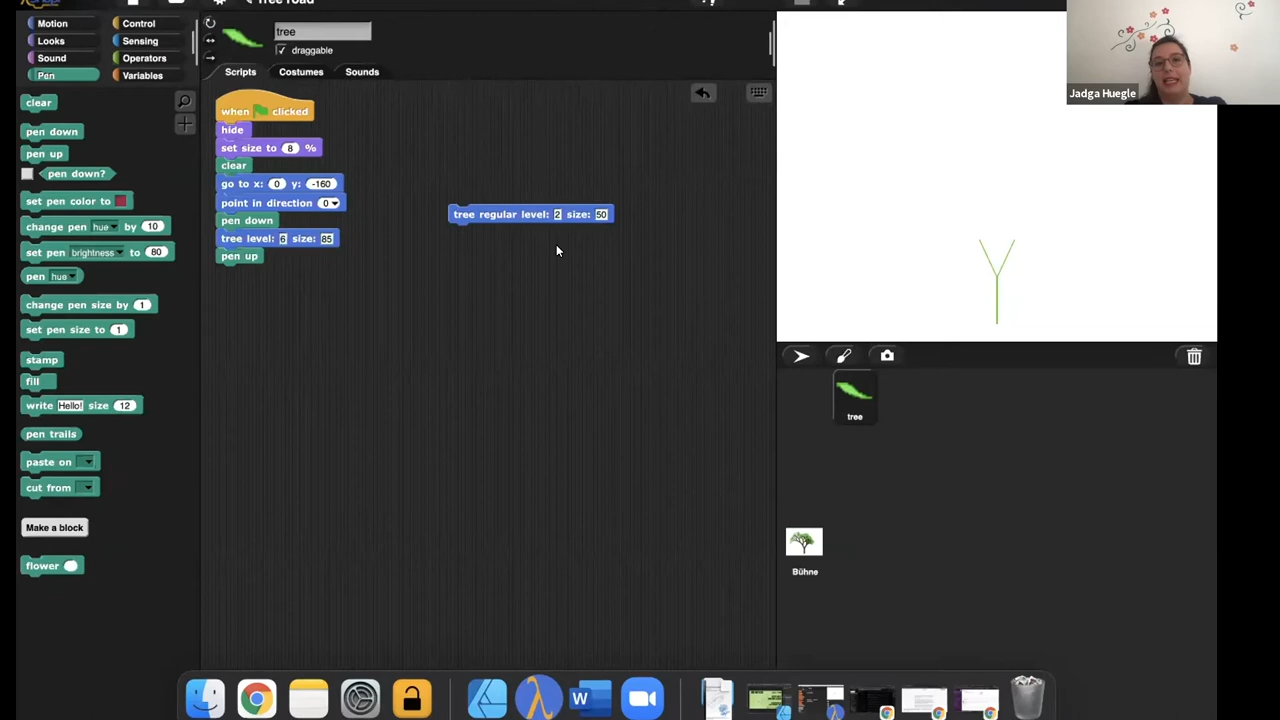 Tree road
Motion
Control
Looks
Sensing
Sound
Operators
Pen
Variables
clear
pen down
pen up
pen down?
set pen color to
change pen hue by 10
set pen brightness to 80
pen hue
change pen size by 1
set pen size to 1
stamp
fill
write Hello! size 12
pen trails
paste on
cut from
Make a block
flower
tree
draggable
Scripts
Costumes
Sounds
when clicked
hide
set size to 8 %
clear
go to x: 0 y: -160
point in direction 0
pen down
tree level: 6 size: 85
pen up
tree regular level: 2 size: 50
Jadga Huegle
tree
Bühne
W